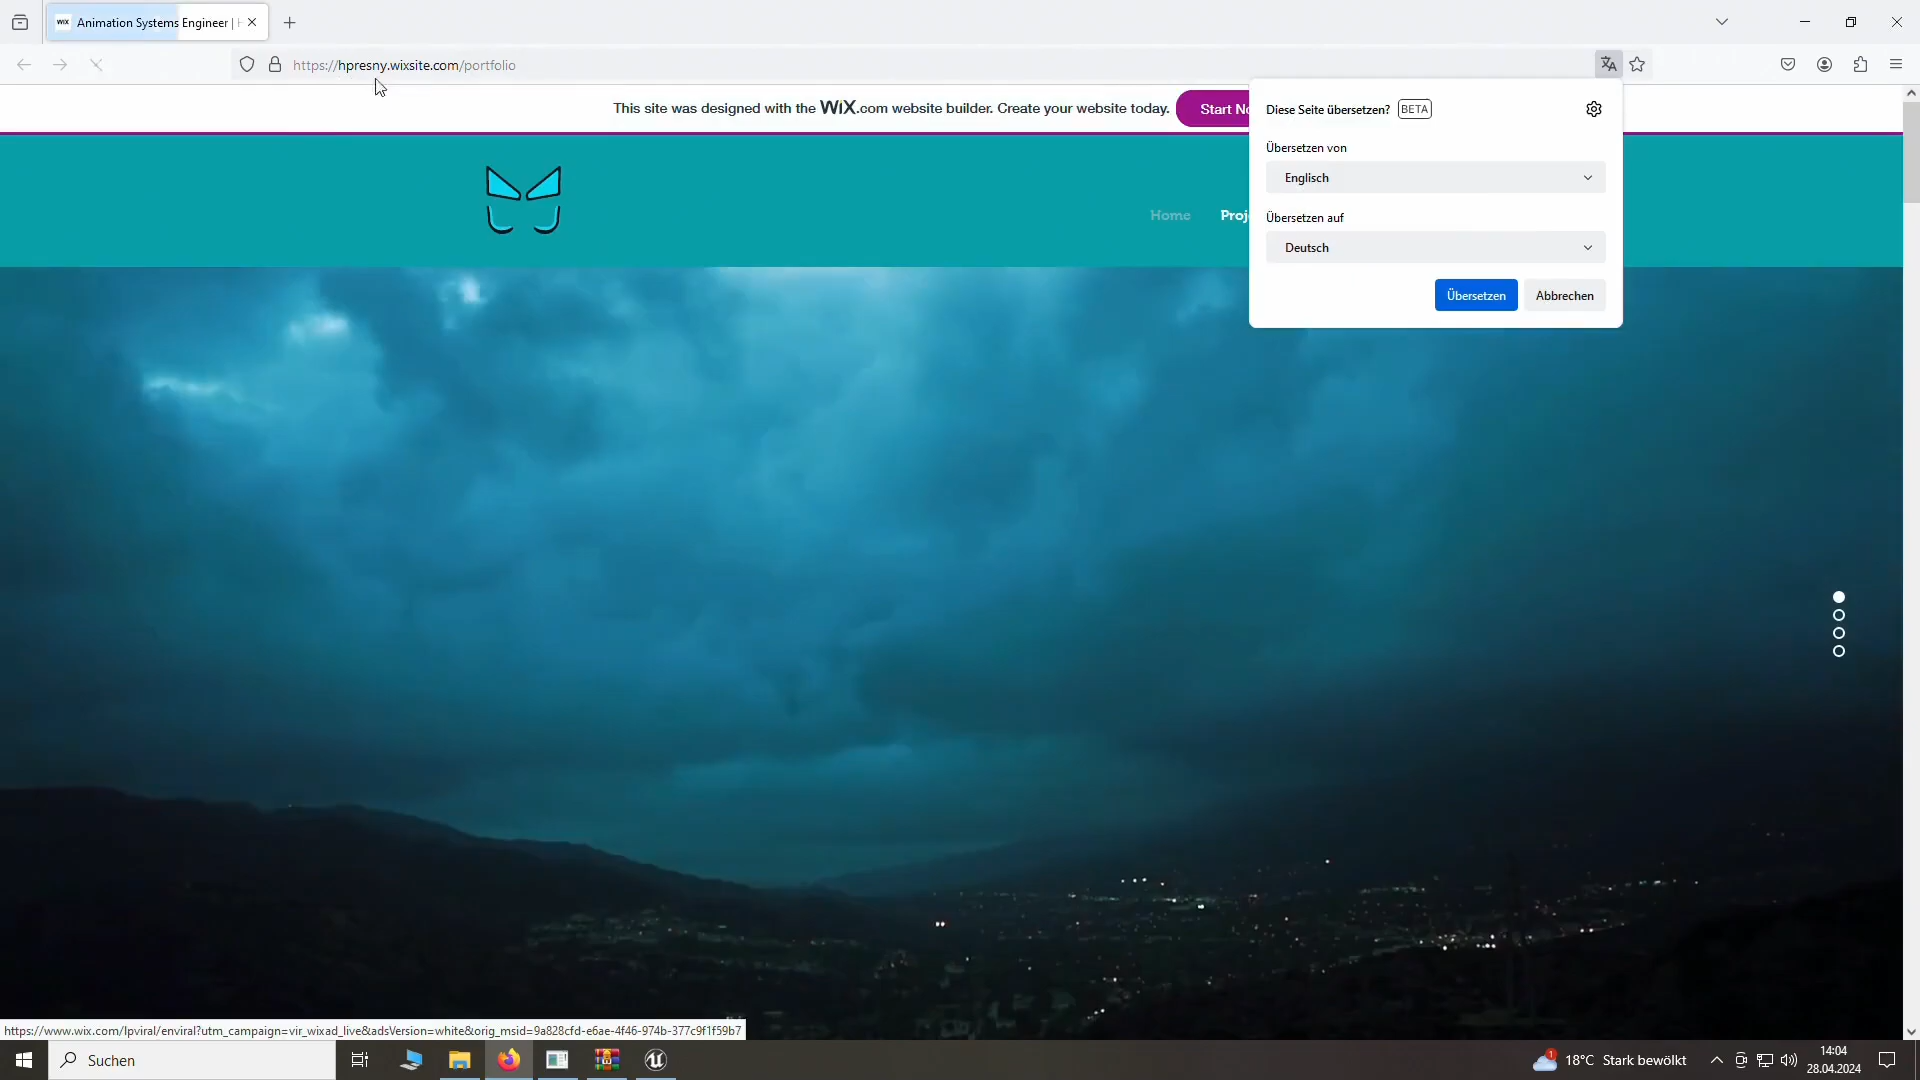 WiX Animation Systems Engineer |
https://hpresny.wixsite.com/portfolio
This site was designed with the WiX.com website builder. Create your website today.
Start No
Diese Seite übersetzen? BETA
Übersetzen von
Englisch
Übersetzen auf
Deutsch
Übersetzen Abbrechen
Home Proj
https://www.wix.com/lpviral/enviral?utm_campaign=vir_wixad_live&adsVersion=white&orig_msid=9a828cfd-e6ae-4f46-974b-377c9f1f59b7
Suchen
1
18°C Stark bewölkt
14:04
28.04.2024